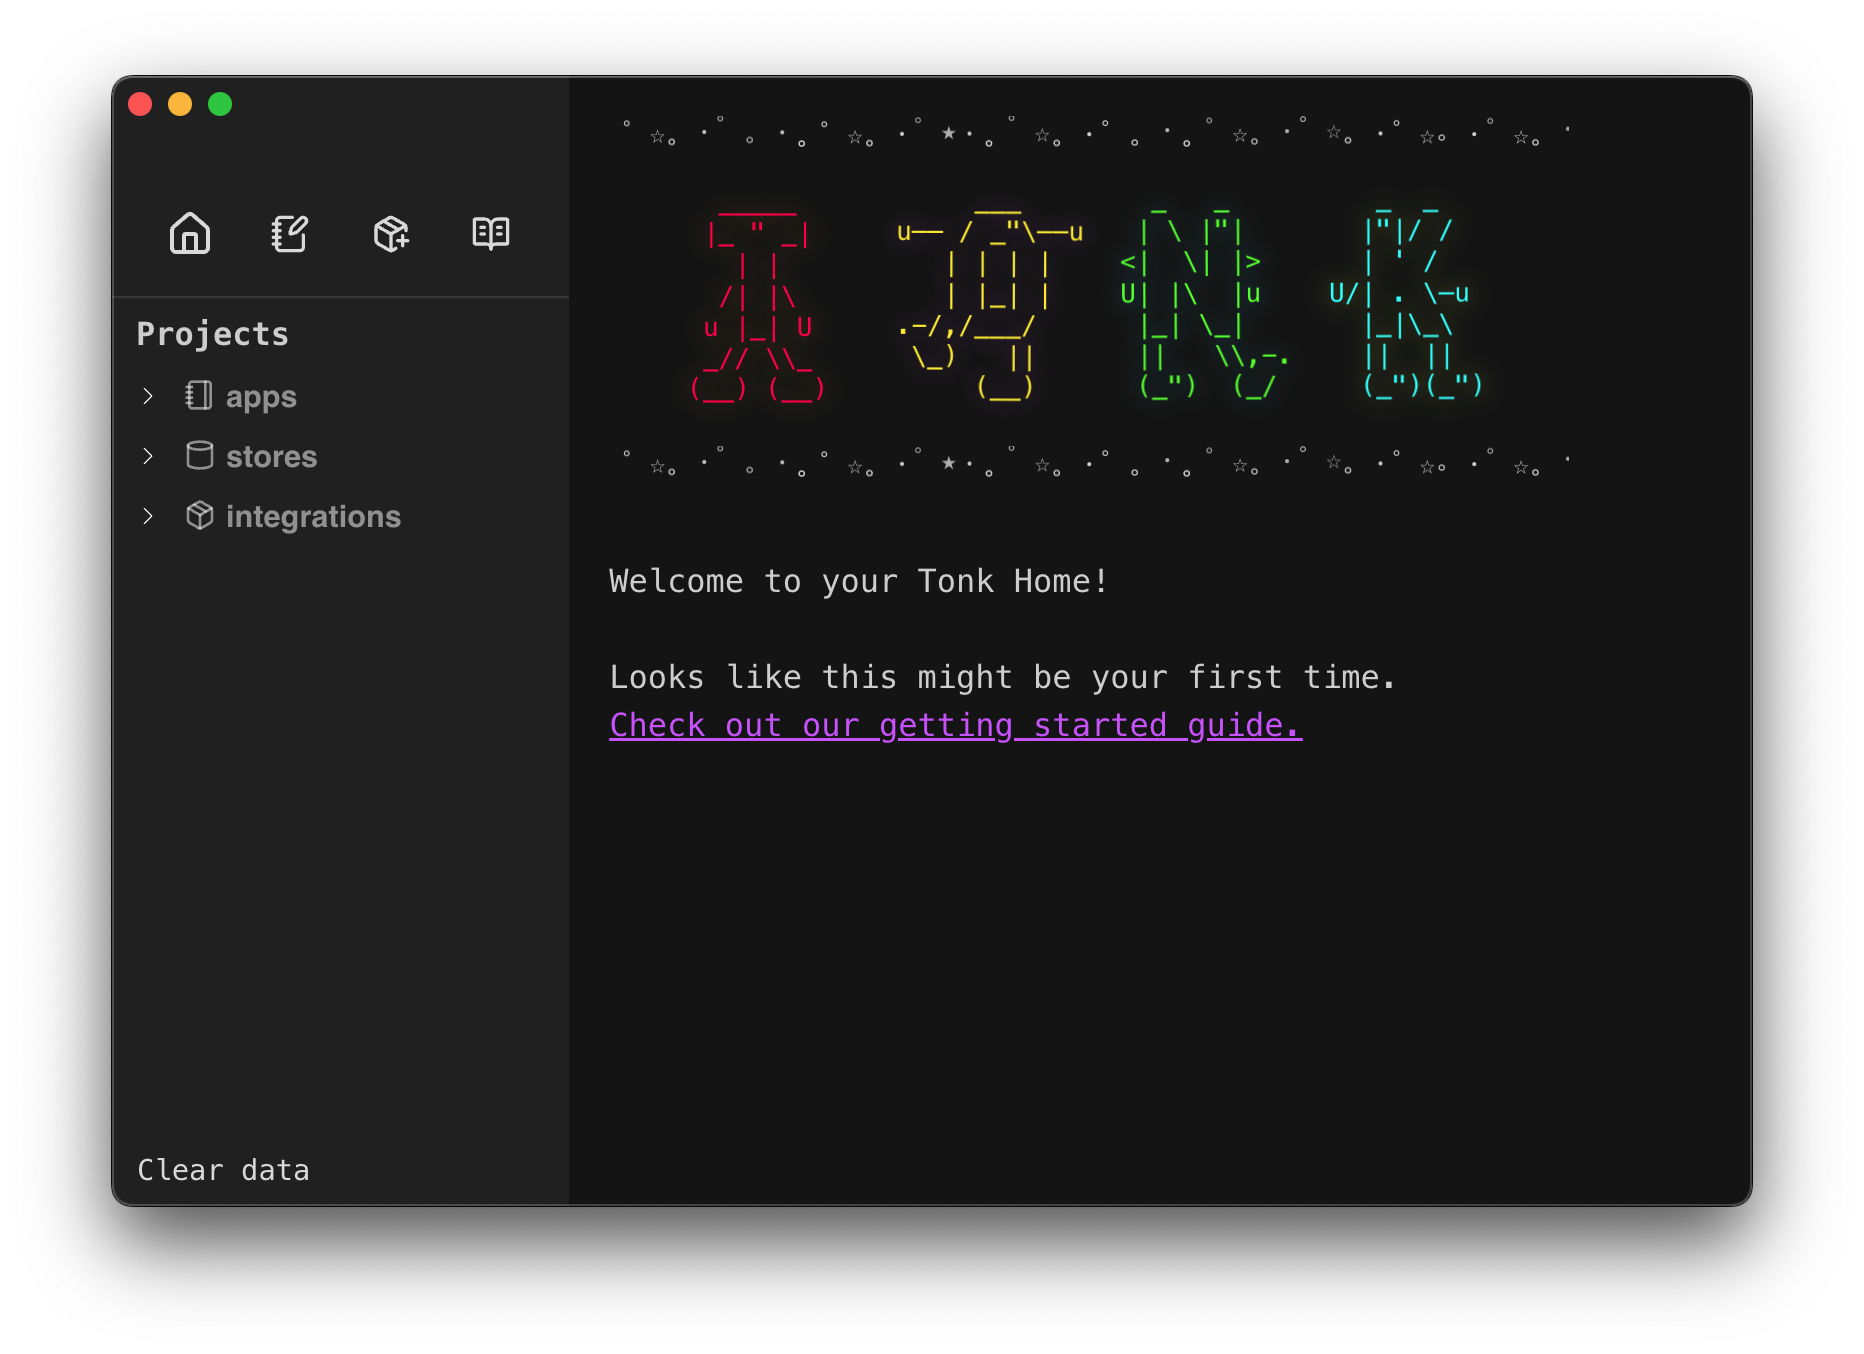 Projects
apps
stores
integrations
Clear data
TONK
Welcome to your Tonk Home!
Looks like this might be your first time.
Check out our getting started guide.